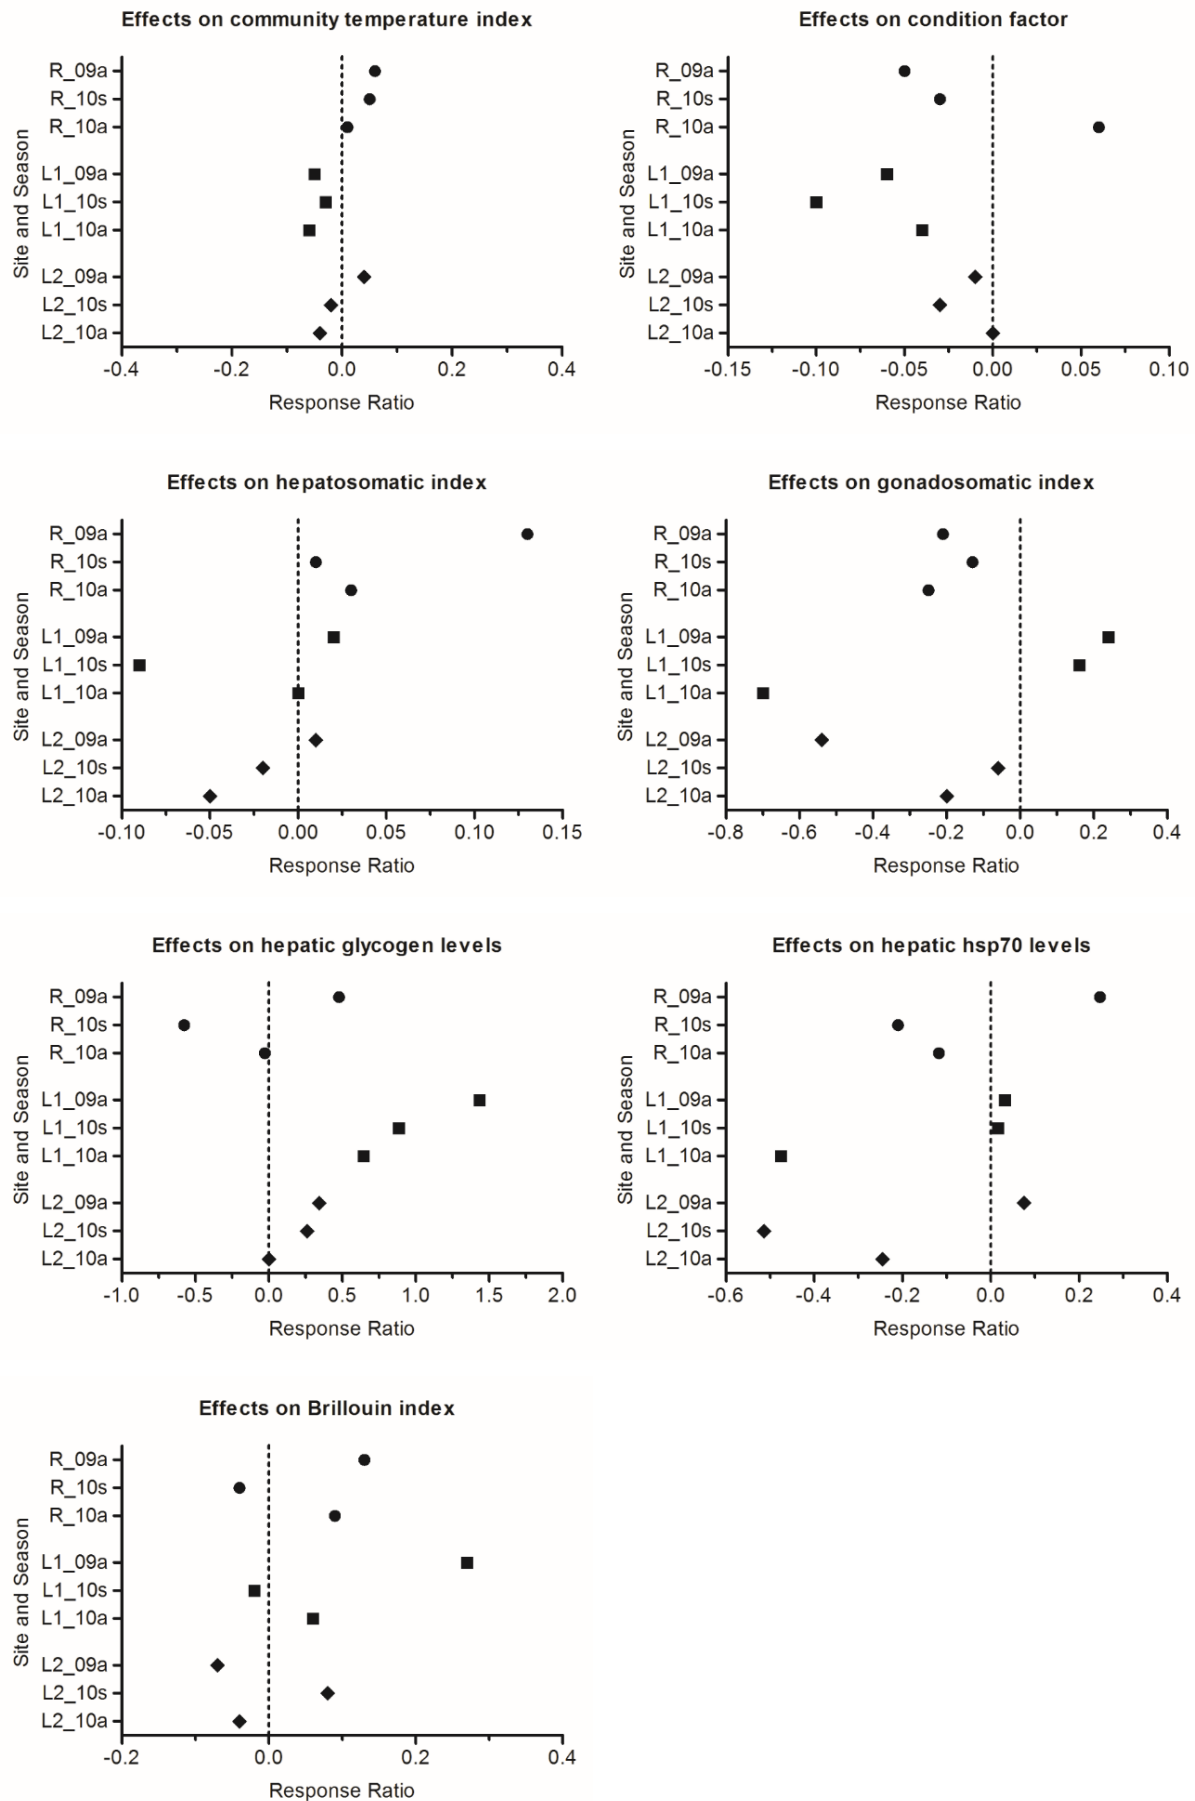 Effects on community temperature index
Site and Season
R_09a
R_10s
R_10a
L1_09a
L1_10s
L1_10a
L2_09a
L2_10s
L2_10a
-0.4 -0.2 0.0 0.2 0.4
Response Ratio
Effects on condition factor
Site and Season
R_09a
R_10s
R_10a
L1_09a
L1_10s
L1_10a
L2_09a
L2_10s
L2_10a
-0.15 -0.10 -0.05 0.00 0.05 0.10
Response Ratio
Effects on hepatosomatic index
Site and Season
R_09a
R_10s
R_10a
L1_09a
L1_10s
L1_10a
L2_09a
L2_10s
L2_10a
-0.10 -0.05 0.00 0.05 0.10 0.15
Response Ratio
Effects on gonadosomatic index
Site and Season
R_09a
R_10s
R_10a
L1_09a
L1_10s
L1_10a
L2_09a
L2_10s
L2_10a
-0.8 -0.6 -0.4 -0.2 0.0 0.2 0.4
Response Ratio
Effects on hepatic glycogen levels
Site and Season
R_09a
R_10s
R_10a
L1_09a
L1_10s
L1_10a
L2_09a
L2_10s
L2_10a
-1.0 -0.5 0.0 0.5 1.0 1.5 2.0
Response Ratio
Effects on hepatic hsp70 levels
Site and Season
R_09a
R_10s
R_10a
L1_09a
L1_10s
L1_10a
L2_09a
L2_10s
L2_10a
-0.6 -0.4 -0.2 0.0 0.2 0.4
Response Ratio
Effects on Brillouin index
Site and Season
R_09a
R_10s
R_10a
L1_09a
L1_10s
L1_10a
L2_09a
L2_10s
L2_10a
-0.2 0.0 0.2 0.4
Response Ratio